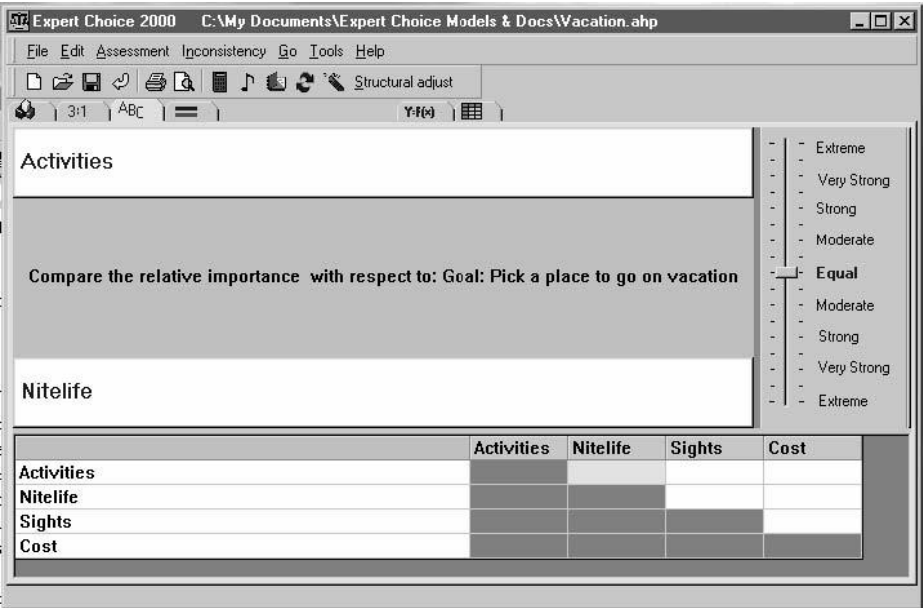 Expert Choice 2000 C:\My Documents\Expert Choice Models & Docs\Vacation.ahp
File Edit Assessment Inconsistency Go Tools Help
Structural adjust
3:1 ABC Y=F(x)
Activities
Compare the relative importance with respect to: Goal: Pick a place to go on vacation
Nitelife
Extreme
Very Strong
Strong
Moderate
Equal
Moderate
Strong
Very Strong
Extreme
Activities Nitelife Sights Cost
Activities
Nitelife
Sights
Cost